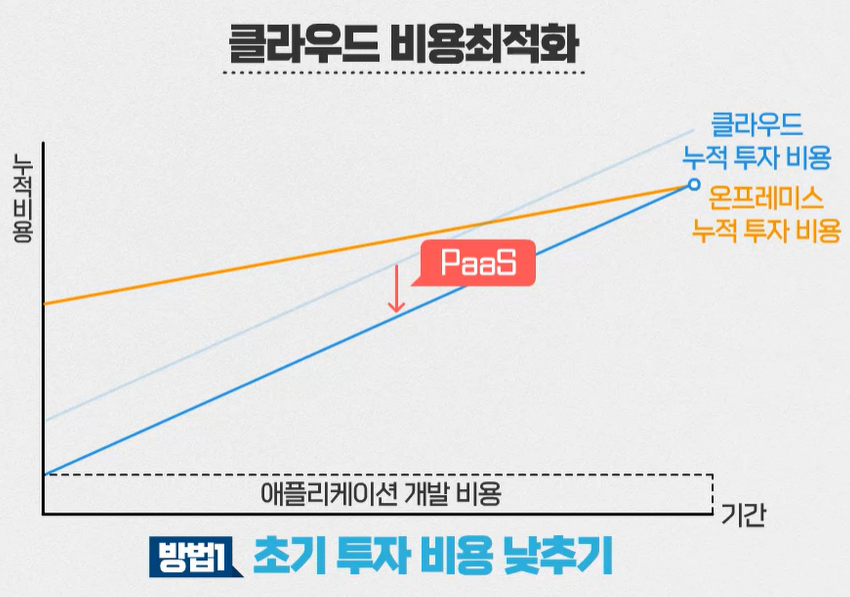 클라우드 비용최적화
누적비용
클라우드
누적 투자 비용
온프레미스
누적 투자 비용
PaaS
애플리케이션 개발 비용
기간
방법1 초기 투자 비용 낮추기